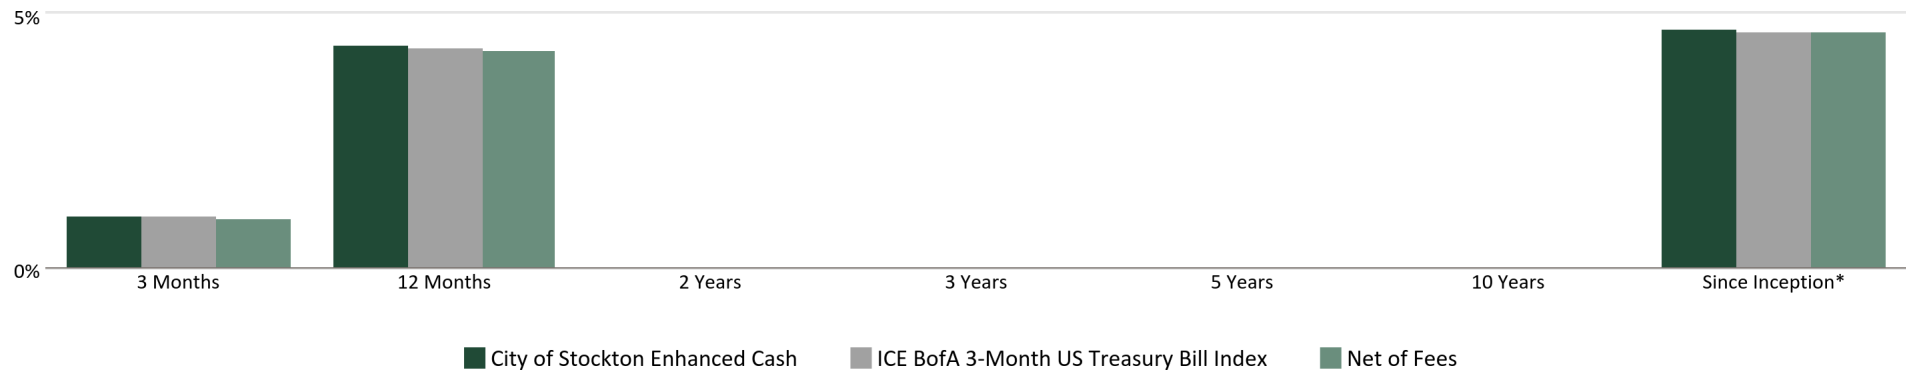 5%
0%
3 Months
12 Months
2 Years
3 Years
5 Years
10 Years
Since Inception*
City of Stockton Enhanced Cash
ICE BofA 3-Month US Treasury Bill Index
Net of Fees